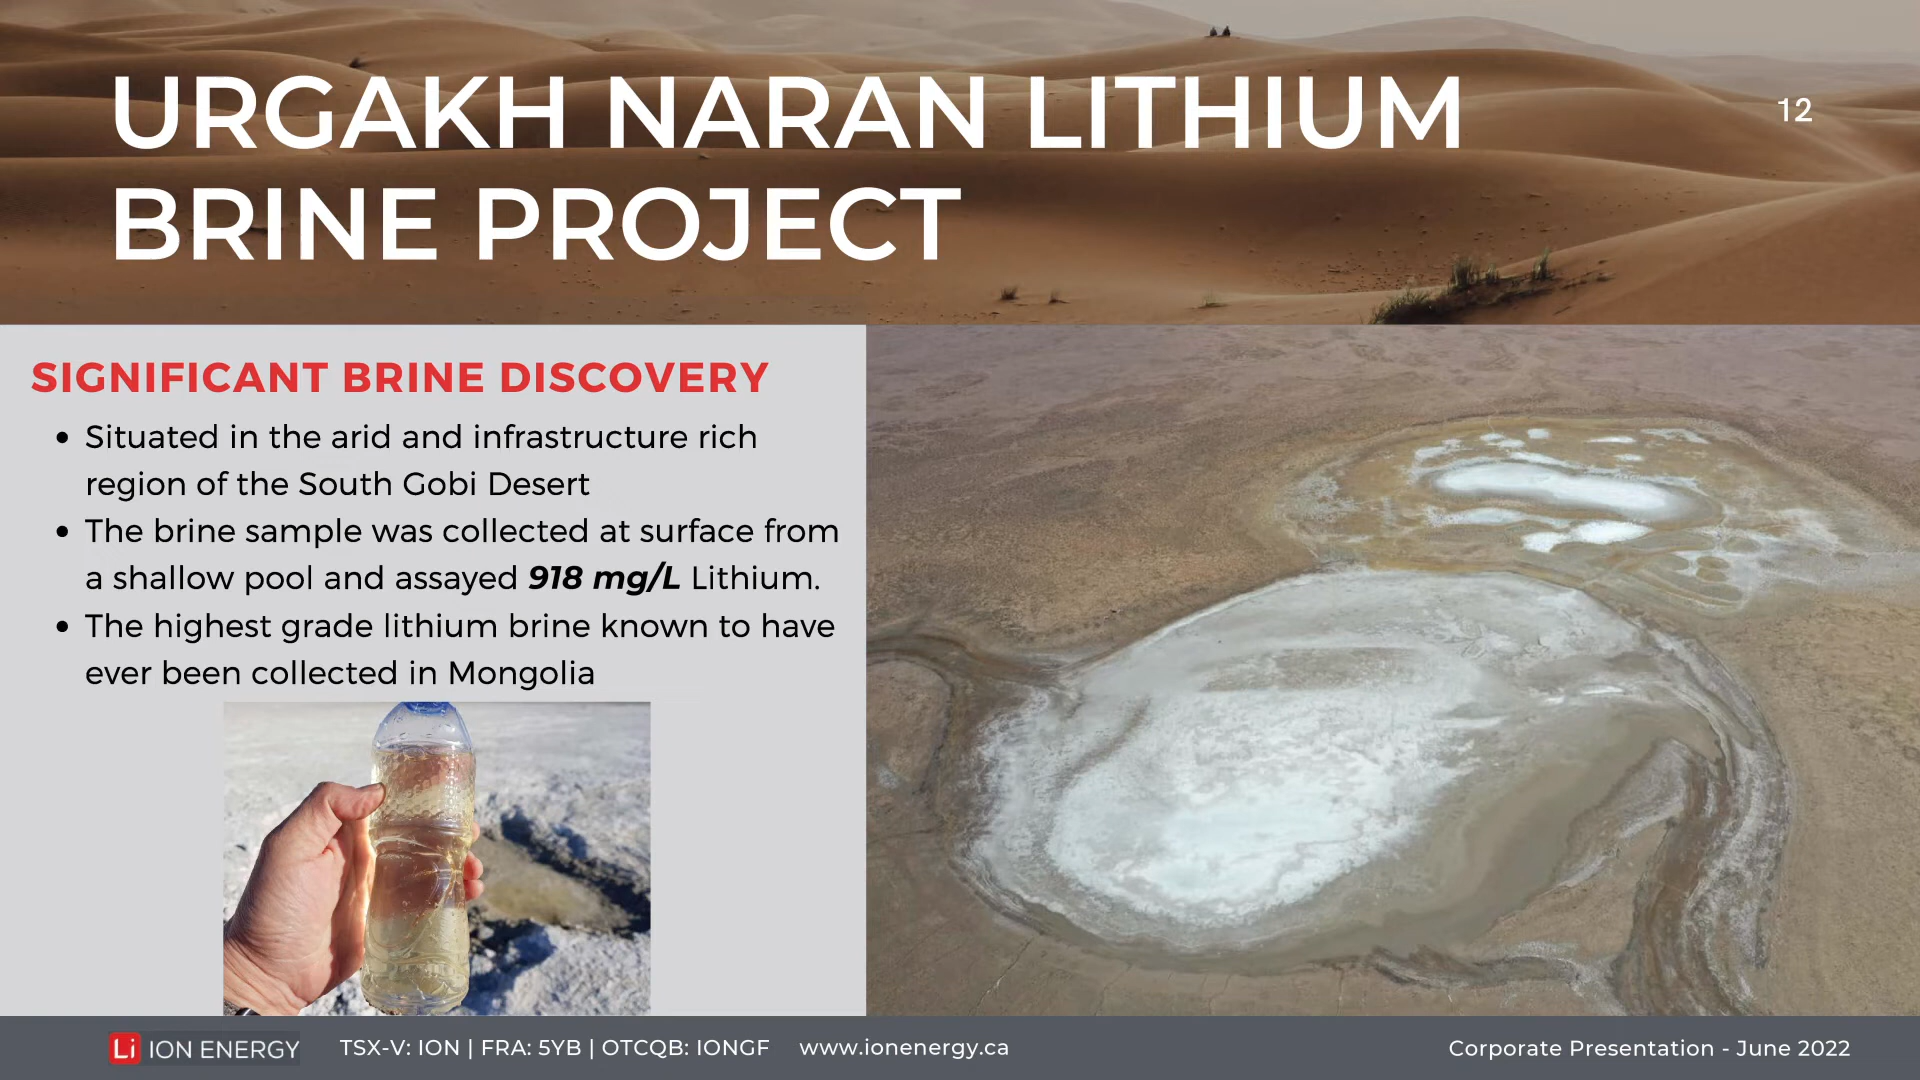 URGAKH NARAN LITHIUM
BRINE PROJECT
12
SIGNIFICANT BRINE DISCOVERY
• Situated in the arid and infrastructure rich
region of the South Gobi Desert
• The brine sample was collected at surface from
a shallow pool and assayed 918 mg/L Lithium.
• The highest grade lithium brine known to have
ever been collected in Mongolia
Li ION ENERGY
TSX-V: ION | FRA: 5YB | OTCQB: IONGF www.ionenergy.ca
Corporate Presentation - June 2022